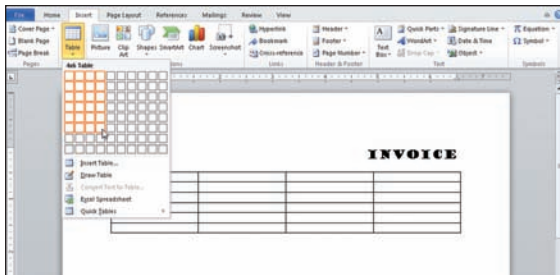 File Home Insert Page Layout References Mailings Review View
Cover Page Hyperlink Header Quick Parts Signature Line Equation
Blank Page Bookmark Footer WordArt Date & Time Symbol
Page Break Table Picture Clip Art Shapes SmartArt Chart Screenshot Cross-reference Page Number Text Box Drop Cap Object
Pages Links Header & Footer Text Symbols
Table
INVOICE
Insert Table...
Draw Table
Convert Text to Table...
Excel Spreadsheet
Quick Tables